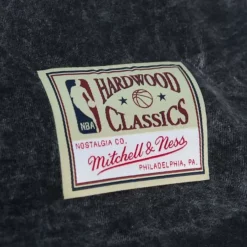 HARDWOOD
NBA
CLASSICS
NOSTALGIA CO.
Mitchell & Ness
PHILADELPHIA, PA.